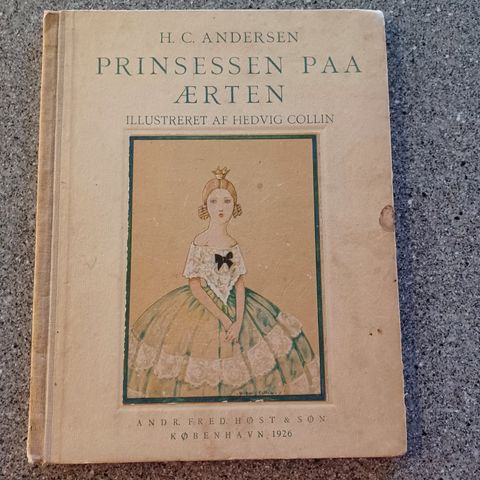 H. C. ANDERSEN
PRINSESSEN PAA
ÆRTEN
ILLUSTRERET AF HEDVIG COLLIN
ANDR. FRED. HØST & SØN
KØBENHAVN, 1926